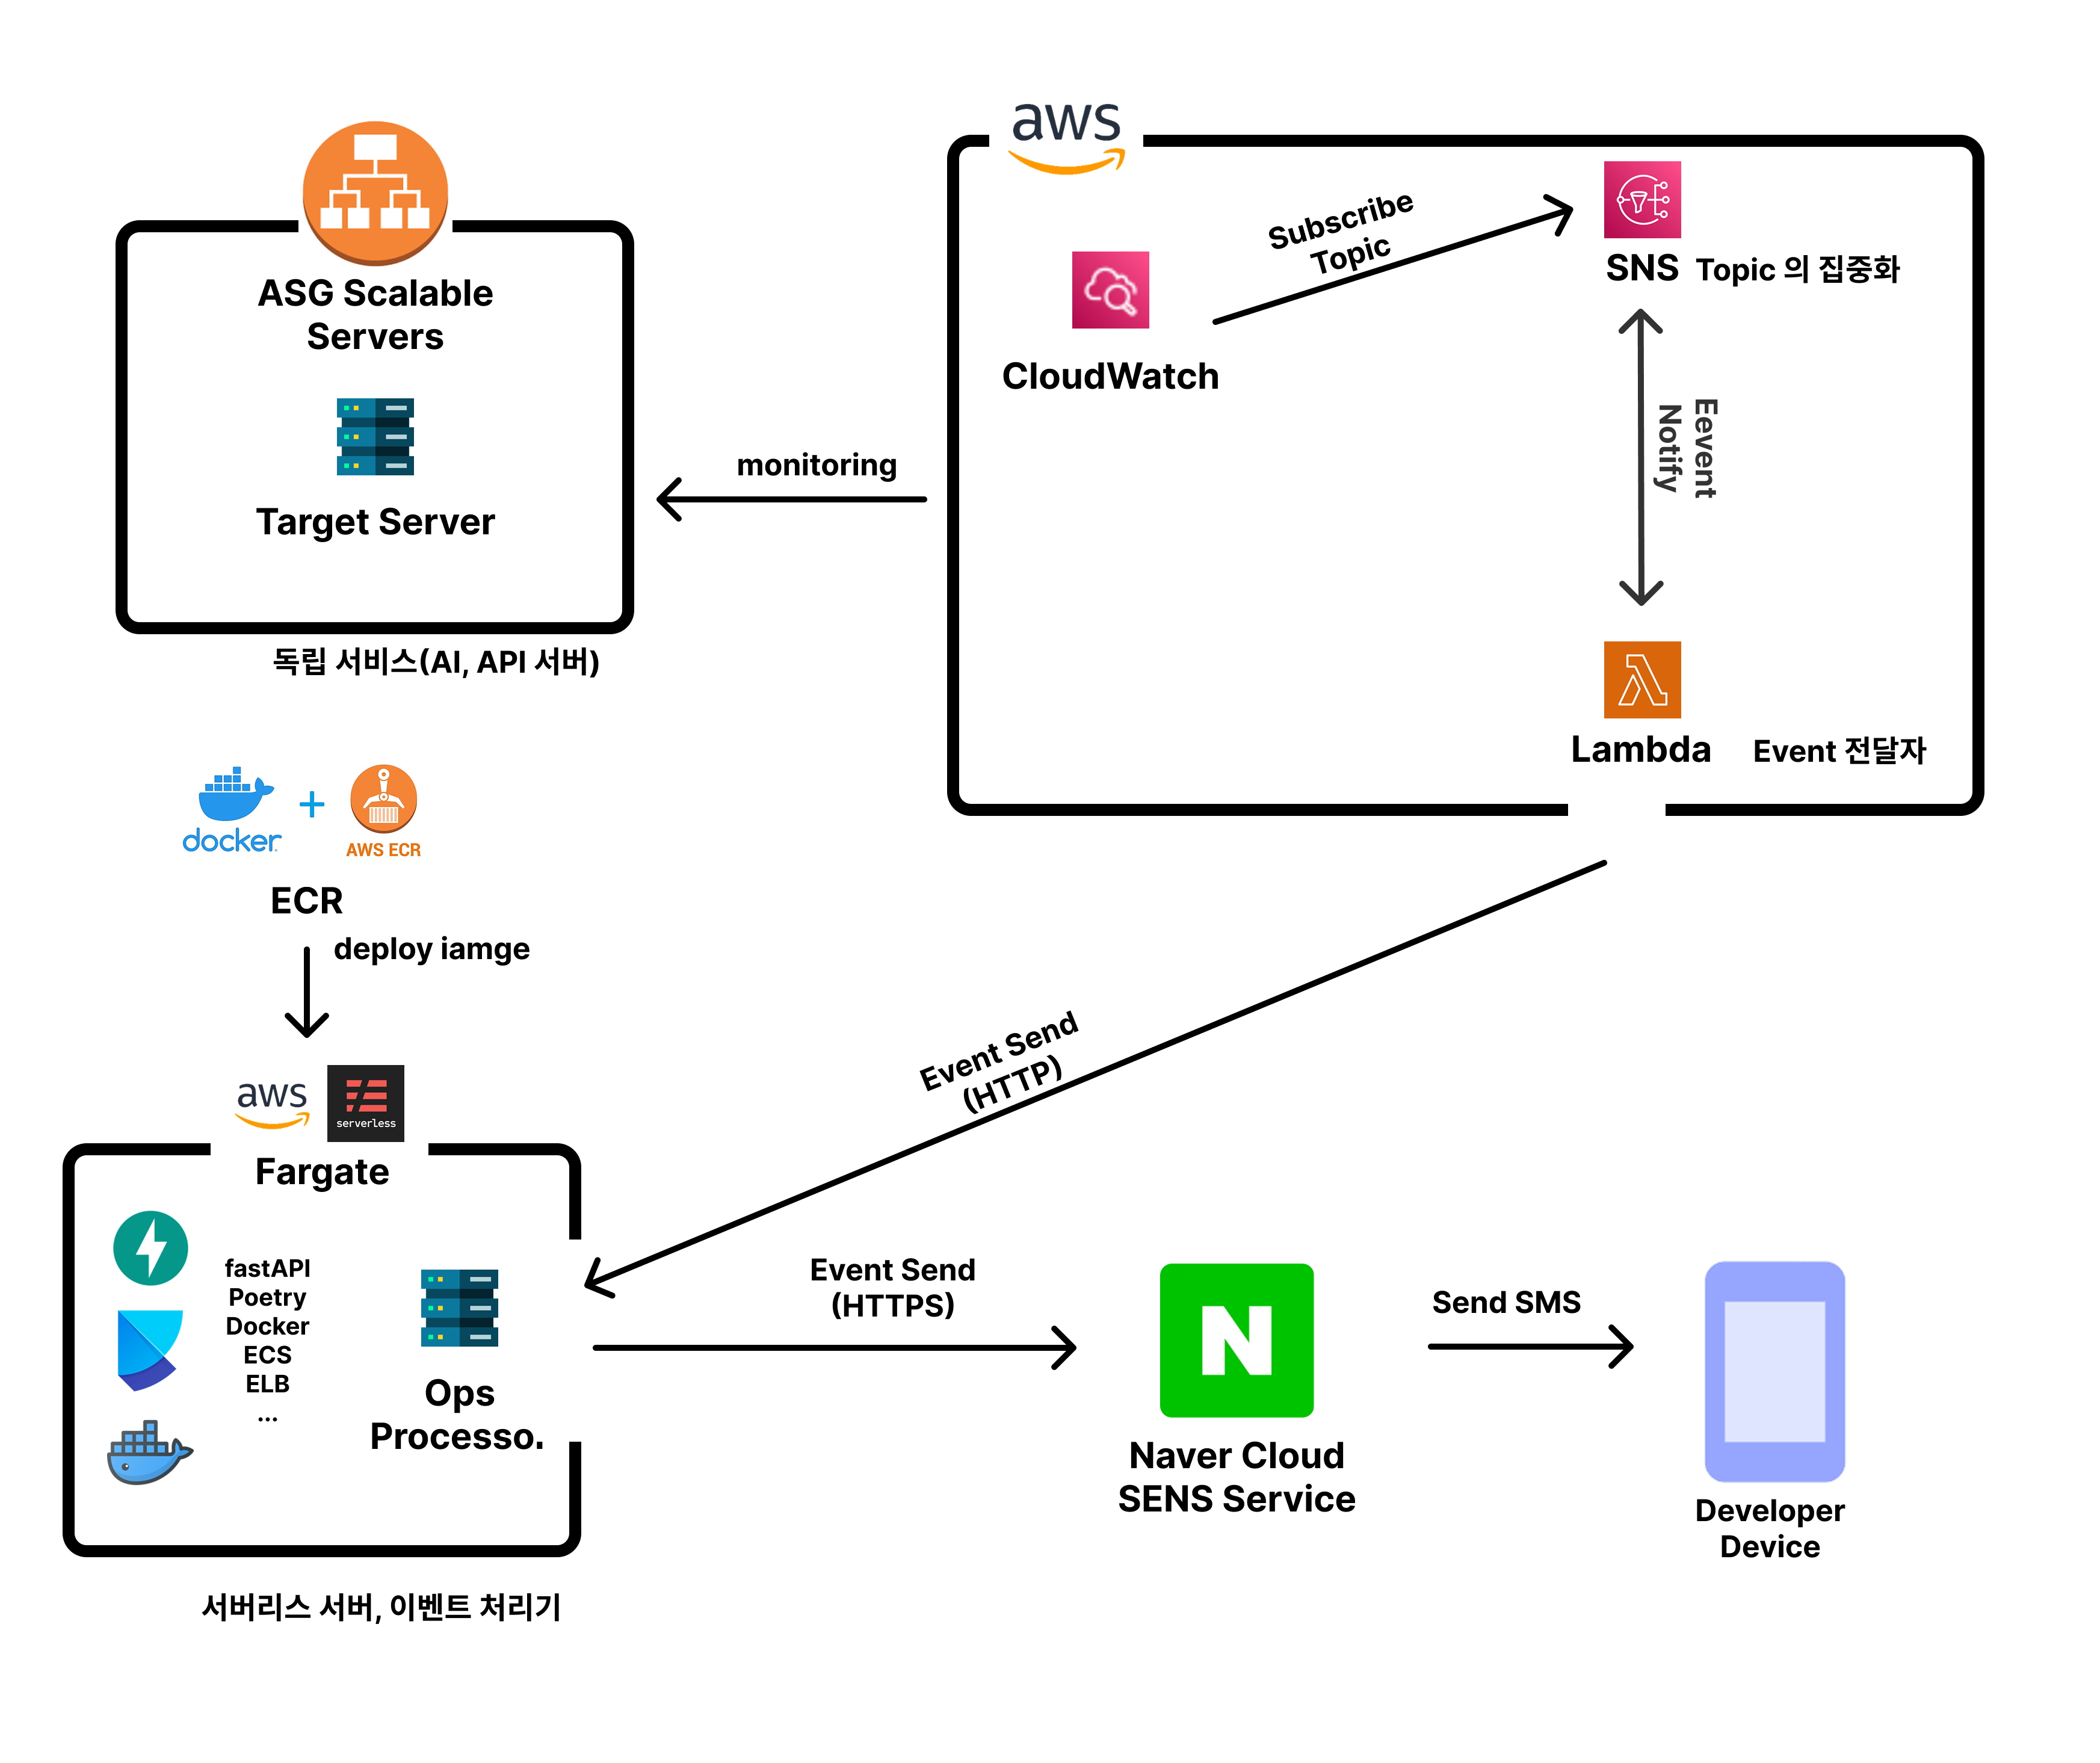 aws
ASG Scalable
Servers
Target Server
독립 서비스(AI, API 서버)
monitoring
CloudWatch
Subscribe
Topic
SNS
Topic 의 집중화
Eevent
Notify
Lambda
Event 전달자
docker
+
AWS ECR
ECR
deploy iamge
aws
serverless
Fargate
fastAPI
Poetry
Docker
ECS
ELB
...
Ops
Processo.
서버리스 서버, 이벤트 처리기
Event Send
(HTTP)
Event Send
(HTTPS)
N
Naver Cloud
SENS Service
Send SMS
Developer
Device